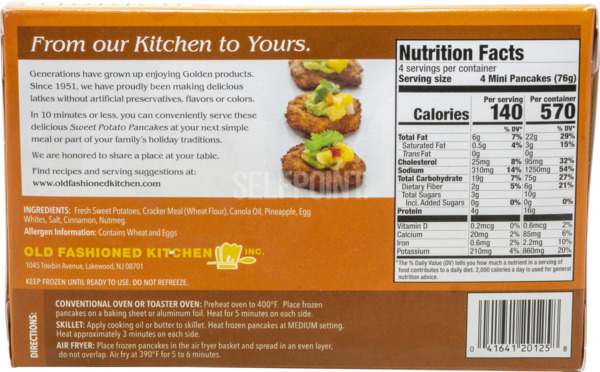 From our Kitchen to Yours.
Generations have grown up enjoying Golden products.
Since 1951, we have proudly been making delicious
latkes without artificial preservatives, flavors or colors.
In 10 minutes or less, you can conveniently serve these
delicious Sweet Potato Pancakes at your next simple
meal or part of your family's holiday traditions.
We are honored to share a place at your table.
Find recipes and serving suggestions at:
www.oldfashionedkitchen.com
INGREDIENTS: Fresh Sweet Potatoes, Cracker Meal (Wheat Flour), Canola Oil, Pineapple, Egg
Whites, Salt, Cinnamon, Nutmeg.
Allergen Information: Contains Wheat and Eggs
OLD FASHIONED KITCHEN INC.
1045 Towbin Avenue, Lakewood, NJ 08701
KEEP FROZEN UNTIL READY TO USE. DO NOT REFREEZE.
Nutrition Facts
4 servings per container
Serving size 4 Mini Pancakes (76g)
Per serving Per container
Calories 140 570
% DV* % DV*
Total Fat 6g 7% 22g 29%
Saturated Fat 0.5g 4% 3g 15%
Trans Fat 0g 0g
Cholesterol 25mg 8% 95mg 32%
Sodium 310mg 14% 1250mg 54%
Total Carbohydrate 19g 7% 75g 27%
Dietary Fiber 2g 5% 6g 21%
Total Sugars 3g 10g
Incl. Added Sugars 0g 0% 0g 0%
Protein 4g 16g
Vitamin D 0.2mcg 0% 0.6mcg 2%
Calcium 20mg 2% 85mg 6%
Iron 0.6mg 2% 2.2mg 10%
Potassium 210mg 4% 860mg 20%
*The % Daily Value (DV) tells you how much a nutrient in a serving of
food contributes to a daily diet. 2,000 calories a day is used for general
nutrition advice.
DIRECTIONS:
CONVENTIONAL OVEN OR TOASTER OVEN: Preheat oven to 400°F. Place frozen
pancakes on a baking sheet or aluminum foil. Heat for 5 minutes on each side.
SKILLET: Apply cooking oil or butter to skillet. Heat frozen pancakes at MEDIUM setting.
Heat approximately 3 minutes on each side.
AIR FRYER: Place frozen pancakes in the air fryer basket and spread in an even layer,
do not overlap. Air fry at 390°F for 5 to 6 minutes.
0 41641 20125 8